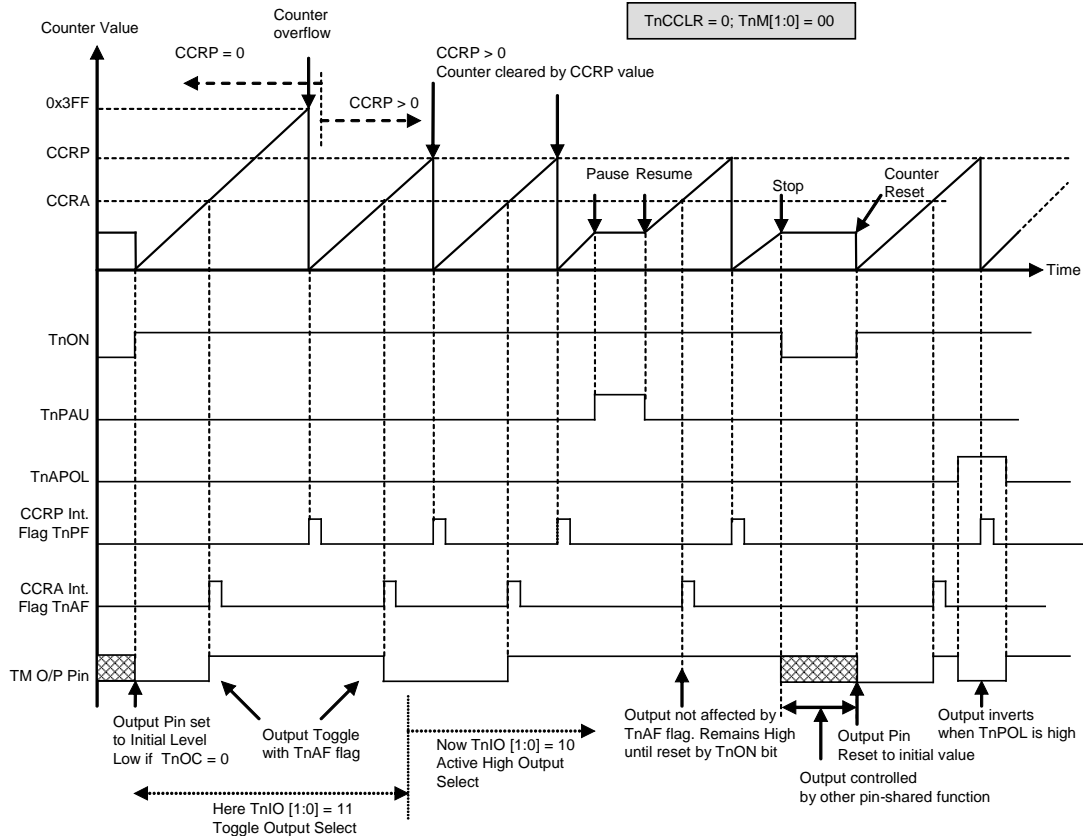 TnCCLR = 0; TnM[1:0] = 00
Counter Value
Counter
overflow
CCRP = 0
CCRP > 0
Counter cleared by CCRP value
0x3FF
CCRP > 0
CCRP
CCRA
Pause
Resume
Stop
Counter
Reset
Time
TnON
TnPAU
TnAPOL
CCRP Int.
Flag TnPF
CCRA Int.
Flag TnAF
TM O/P Pin
Output Pin set
to Initial Level
Low if TnOC = 0
Output Toggle
with TnAF flag
Now TnIO [1:0] = 10
Active High Output
Select
Here TnIO [1:0] = 11
Toggle Output Select
Output not affected by
TnAF flag. Remains High
until reset by TnON bit
Output Pin
Reset to initial value
Output controlled
by other pin-shared function
Output inverts
when TnPOL is high